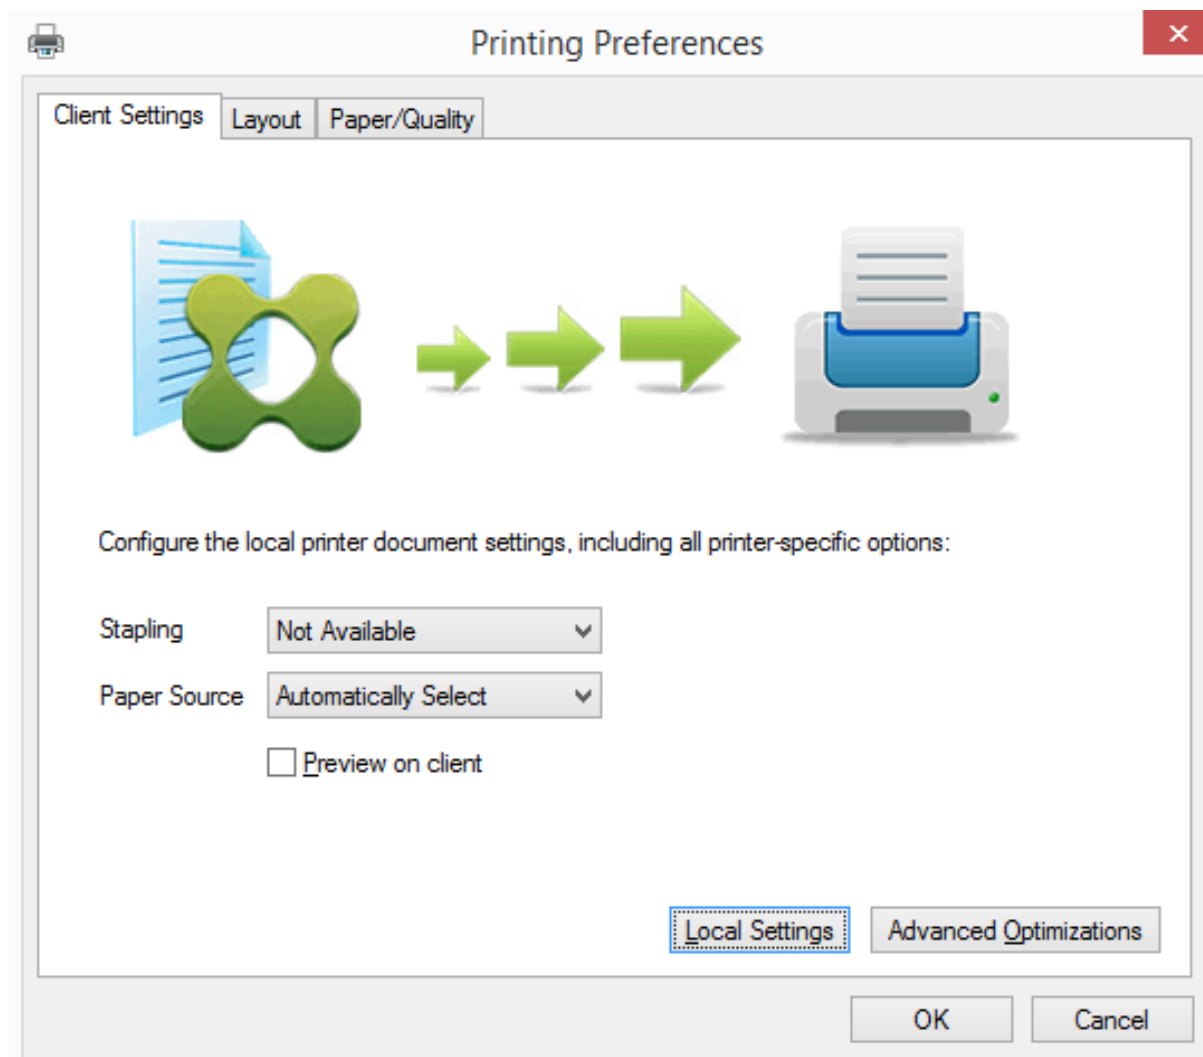 Printing Preferences
Client Settings Layout Paper/Quality
Configure the local printer document settings, including all printer-specific options:
Stapling Not Available
Paper Source Automatically Select
Preview on client
Local Settings Advanced Optimizations
OK Cancel